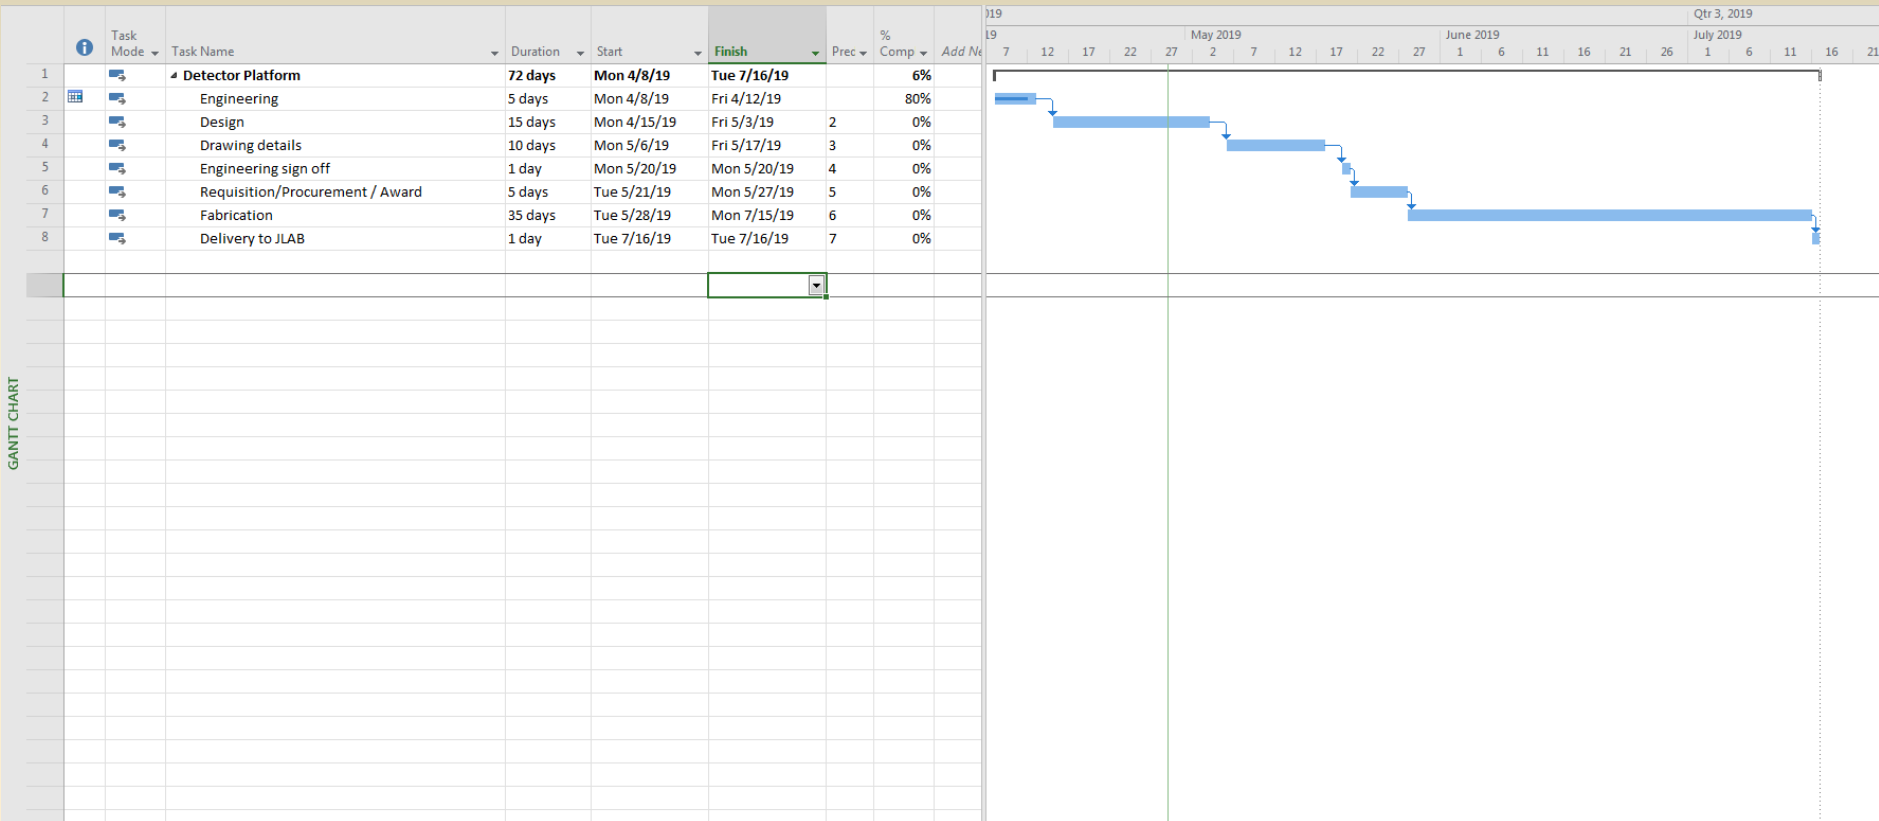 019 Qtr 3, 2019
19 May 2019 June 2019 July 2019
Task Mode Task Name Duration Start Finish Prec % Comp Add Ne
7 12 17 22 27 2 7 12 17 22 27 1 6 11 16 21 26 1 6 11 16 21
1 Detector Platform 72 days Mon 4/8/19 Tue 7/16/19 6%
2 Engineering 5 days Mon 4/8/19 Fri 4/12/19 80%
3 Design 15 days Mon 4/15/19 Fri 5/3/19 2 0%
4 Drawing details 10 days Mon 5/6/19 Fri 5/17/19 3 0%
5 Engineering sign off 1 day Mon 5/20/19 Mon 5/20/19 4 0%
6 Requisition/Procurement / Award 5 days Tue 5/21/19 Mon 5/27/19 5 0%
7 Fabrication 35 days Tue 5/28/19 Mon 7/15/19 6 0%
8 Delivery to JLAB 1 day Tue 7/16/19 Tue 7/16/19 7 0%
GANTT CHART